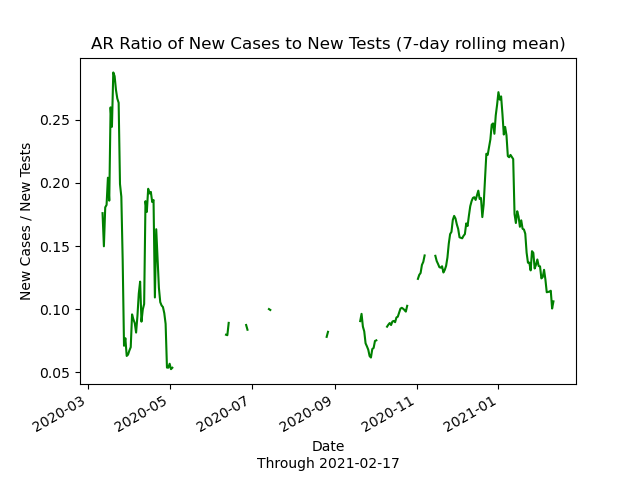 AR Ratio of New Cases to New Tests (7-day rolling mean)
New Cases / New Tests
0.25
0.20
0.15
0.10
0.05
2020-03
2020-05
2020-07
2020-09
2020-11
2021-01
Date
Through 2021-02-17